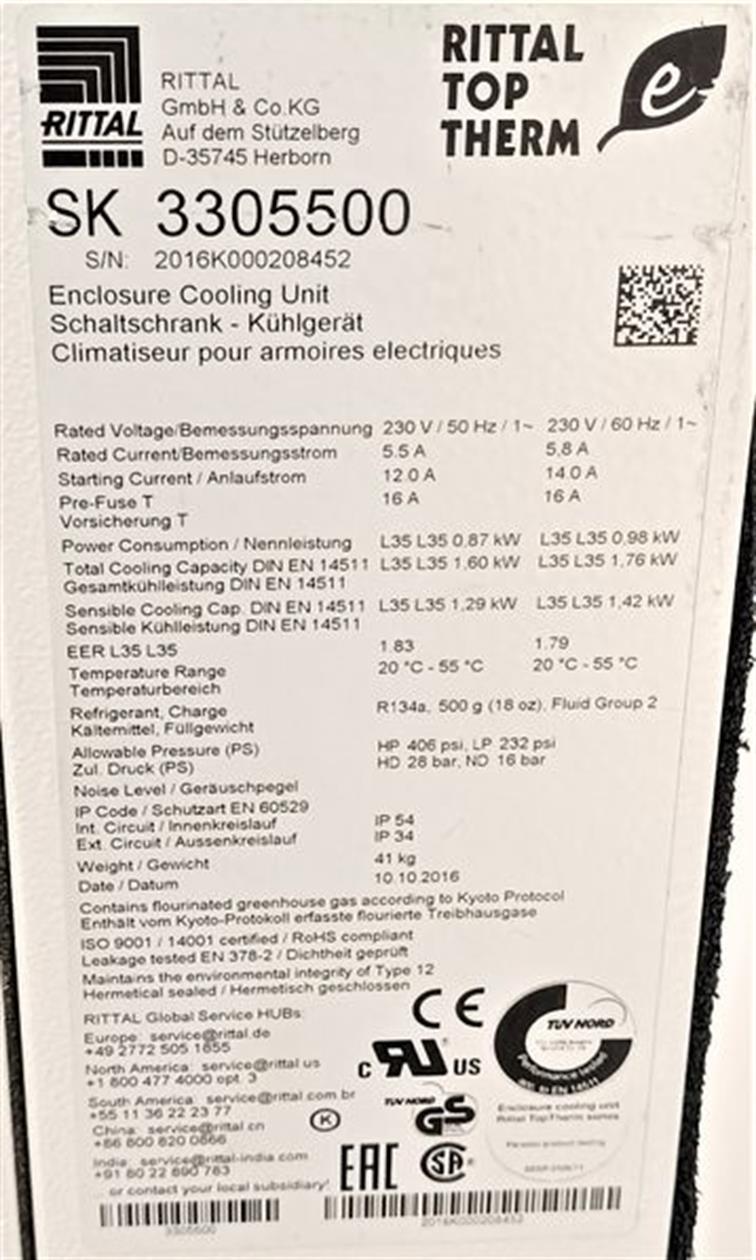 RITTAL
RITTAL
GmbH & Co.KG
Auf dem Stützelberg
D-35745 Herborn
RITTAL
TOP
THERM
e
SK 3305500
S/N: 2016K000208452
Enclosure Cooling Unit
Schaltschrank - Kühlgerät
Climatiseur pour armoires electriques
Rated Voltage/Bemessungsspannung 230 V / 50 Hz / 1~ 230 V / 60 Hz / 1~
Rated Current/Bemessungsstrom 5.5 A 5,8 A
Starting Current / Anlaufstrom 12.0 A 14.0 A
Pre-Fuse T 16 A 16 A
Vorsicherung T
Power Consumption / Nennleistung L35 L35 0,87 kW L35 L35 0,98 kW
Total Cooling Capacity DIN EN 14511 L35 L35 1,60 kW L35 L35 1,76 kW
Gesamtkühlleistung DIN EN 14511
Sensible Cooling Cap. DIN EN 14511 L35 L35 1,29 kW L35 L35 1,42 kW
Sensible Kühlleistung DIN EN 14511
EER L35 L35 1.83 1.79
Temperature Range 20 °C - 55 °C 20 °C - 55 °C
Temperaturbereich
Refrigerant, Charge R134a, 500 g (18 oz), Fluid Group 2
Kältemittel, Füllgewicht
Allowable Pressure (PS) HP 406 psi, LP 232 psi
Zul. Druck (PS) HD 28 bar, ND 16 bar
Noise Level / Geräuschpegel
IP Code / Schutzart EN 60529
Int. Circuit / Innenkreislauf IP 54
Ext. Circuit / Aussenkreislauf IP 34
Weight / Gewicht 41 kg
Date / Datum 10.10.2016
Contains flourinated greenhouse gas according to Kyoto Protocol
Enthält vom Kyoto-Protokoll erfasste flourierte Treibhausgase
ISO 9001 / 14001 certified / RoHS compliant
Leakage tested EN 378-2 / Dichtheit geprüft
Maintains the environmental integrity of Type 12
Hermetical sealed / Hermetisch geschlossen
RITTAL Global Service HUBs:
Europe: service@rittal.de
+49 2772 505 1855
North America: service@rittal.us
+1 800 477 4000 opt. 3
South America: service@rittal.com.br
+55 11 36 22 23 77
China: service@rittal.cn
+86 800 820 0866
India: service@rittal-india.com
+91 80 22 890 783
or contact your local subsidiary!
CE
C RU US
TUV NORD
GS
K
EAC
SA
TUV NORD
Performance tested
Enclosure cooling unit
Rittal TopTherm series
3305500
2016K000208452